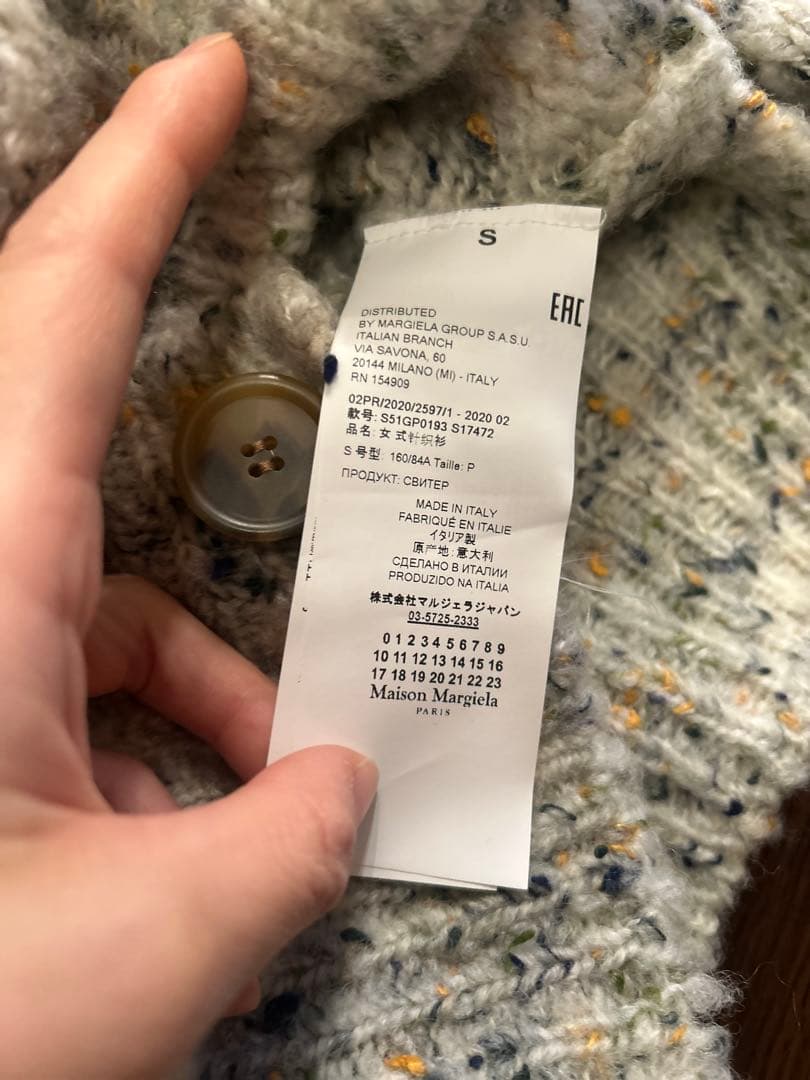 S
EAC
DISTRIBUTED
BY MARGIELA GROUP S.A.S.U.
ITALIAN BRANCH
VIA SAVONA, 60
20144 MILANO (MI) - ITALY
RN 154909
02PR/2020/2597/1 - 2020 02
款号: S51GP0193 S17472
品名: 女 式针织衫
S 号型: 160/84A Taille: P
ПРОДУКТ: СВИТЕР
MADE IN ITALY
FABRIQUÉ EN ITALIE
イタリア製
原产地: 意大利
СДЕЛАНО В ИТАЛИИ
PRODUZIDO NA ITALIA
株式会社マルジェラジャパン
03-5725-2333
0 1 2 3 4 5 6 7 8 9
10 11 12 13 14 15 16
17 18 19 20 21 22 23
Maison Margiela
PARIS